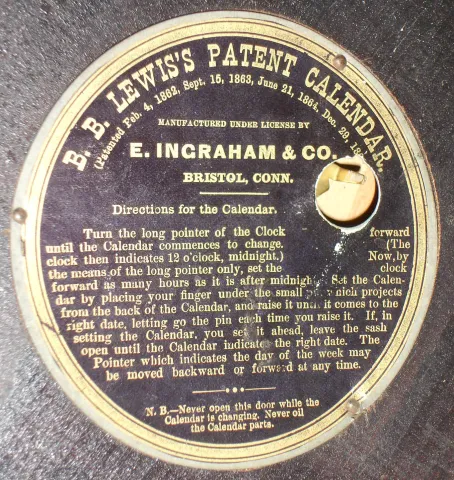 B. B. LEWIS'S PATENT CALENDAR.
(Patented Feb. 4, 1862, Sept. 15, 1863, June 21, 1864, Dec. 29,
MANUFACTURED UNDER LICENSE BY
E. INGRAHAM & CO.
BRISTOL, CONN.
Directions for the Calendar.
Turn the long pointer of the Clock forward
until the Calendar commences to change. (The
clock then indicates 12 o'clock, midnight.) Now, by
the means of the long pointer only, set the clock
forward as many hours as it is after midnight. Set the Calen-
dar by placing your finger under the small which projects
from the back of the Calendar, and raise it until it comes to the
right date, letting go the pin each time you raise it. If, in
setting the Calendar, you set it ahead, leave the sash
open until the Calendar indicate the right date. The
Pointer which indicates the day of the week may
be moved backward or forward at any time.
N. B.—Never open this door while the
Calendar is changing. Never oil
the Calendar parts.